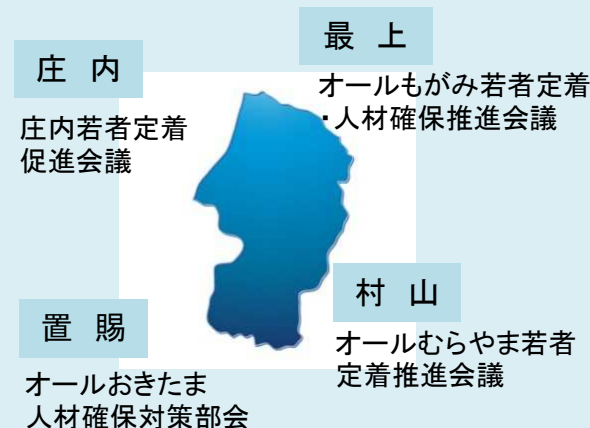 庄 内
庄内若者定着
促進会議
最 上
オールもがみ若者定着
・人材確保推進会議
置 賜
オールおきたま
人材確保対策部会
村 山
オールむらやま若者
定着推進会議